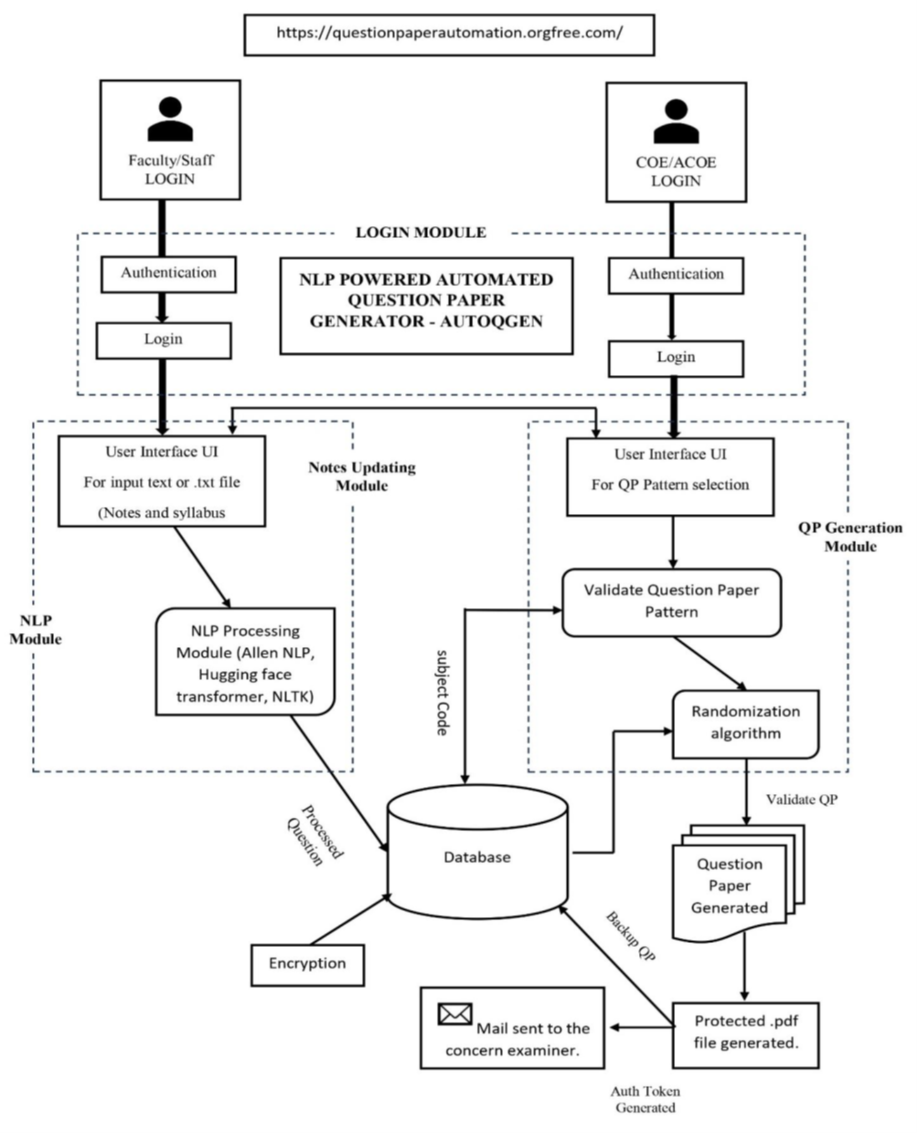 https://questionpaperautomation.orgfree.com/
Faculty/Staff
LOGIN
COE/ACOE
LOGIN
LOGIN MODULE
Authentication
NLP POWERED AUTOMATED
QUESTION PAPER
GENERATOR - AUTOQGEN
Authentication
Login
Login
User Interface UI
For input text or .txt file
(Notes and syllabus
Notes Updating
Module
User Interface UI
For QP Pattern selection
QP Generation
Module
NLP
Module
NLP Processing
Module (Allen NLP,
Hugging face
transformer, NLTK)
Validate Question Paper
Pattern
subject Code
Randomization
algorithm
Validate QP
Processed
Question
Database
Question
Paper
Generated
Encryption
Backup QP
Mail sent to the
concern examiner.
Protected .pdf
file generated.
Auth Token
Generated